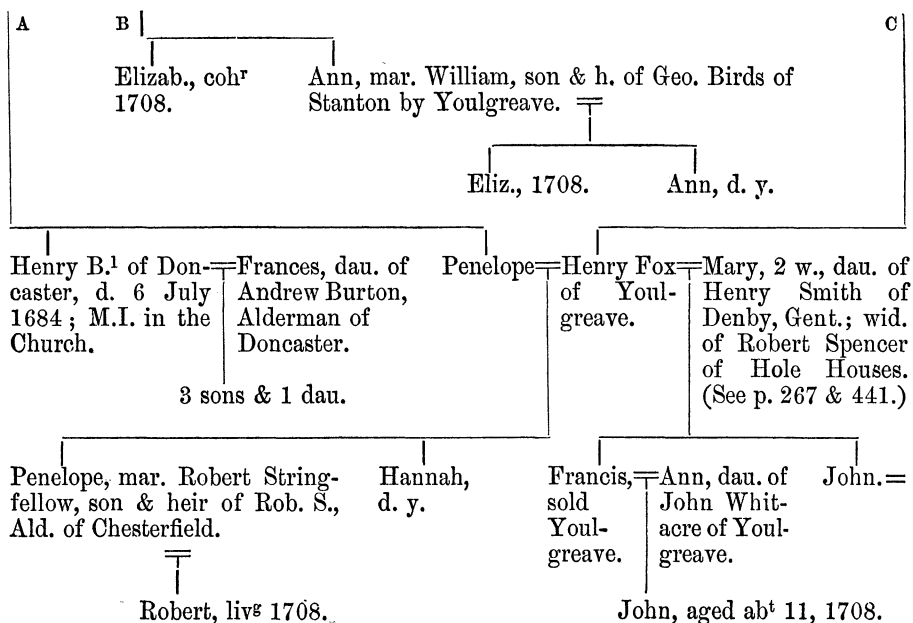 A
B
C
Elizab., cohʳ
1708.
Ann, mar. William, son & h. of Geo. Birds of
Stanton by Youlgreave.
Eliz., 1708.
Ann, d. y.
Henry B.¹ of Don-
caster, d. 6 July
1684; M.I. in the
Church.
Frances, dau. of
Andrew Burton,
Alderman of
Doncaster.
3 sons & 1 dau.
Penelope
Henry Fox
of Youl-
greave.
Mary, 2 w., dau. of
Henry Smith of
Denby, Gent.; wid.
of Robert Spencer
of Hole Houses.
(See p. 267 & 441.)
Penelope, mar. Robert String-
fellow, son & heir of Rob. S.,
Ald. of Chesterfield.
Hannah,
d. y.
Francis,
sold
Youl-
greave.
Ann, dau. of
John Whit-
acre of Youl-
greave.
John.=
Robert, livᵍ 1708.
John, aged abᵗ 11, 1708.